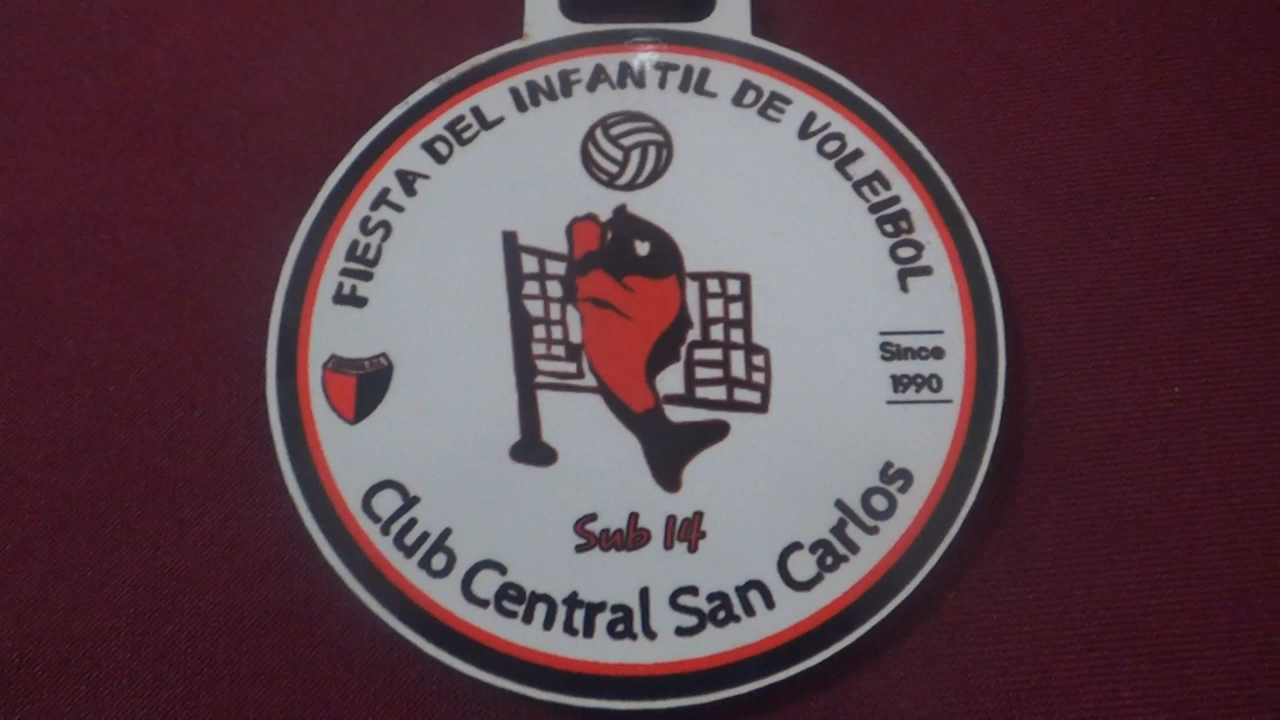 FIESTA DEL INFANTIL DE VOLEIBOL
Since
1990
Sub 14
Club Central San Carlos